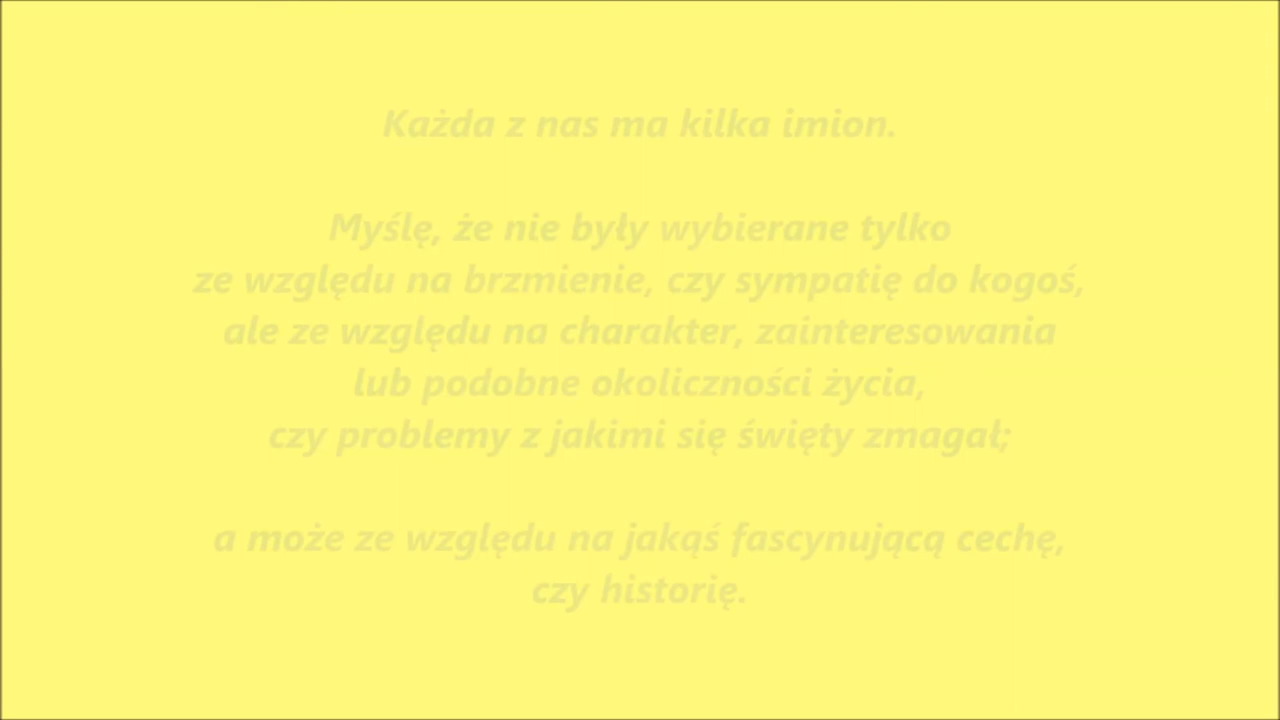 Każda z nas ma kilka imion.
Myślę, że nie były wybierane tylko
ze względu na brzmienie, czy sympatię do kogoś,
ale ze względu na charakter, zainteresowania
lub podobne okoliczności życia,
czy problemy z jakimi się święty zmagał;
a może ze względu na jakąś fascynującą cechę,
czy historię.